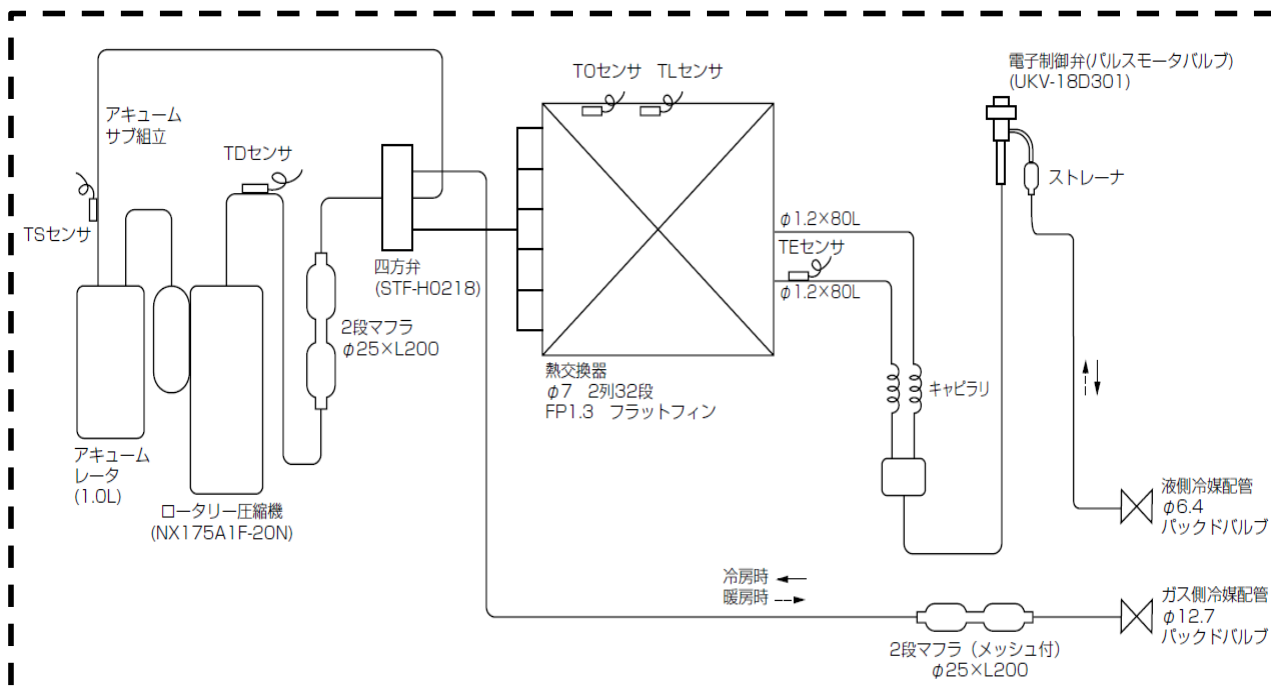 電子制御弁(パルスモータバルブ)
(UKV-18D301)
TOセンサ
TLセンサ
アキューム
サブ組立
TDセンサ
ストレーナ
TSセンサ
φ1.2×80L
TEセンサ
四方弁
(STF-H0218)
φ1.2×80L
2段マフラ
φ25×L200
熱交換器
φ7 2列32段
FP1.3 フラットフィン
キャピラリ
アキューム
レータ
(1.0L)
ロータリー圧縮機
(NX175A1F-20N)
液側冷媒配管
φ6.4
パックドバルブ
冷房時
暖房時
ガス側冷媒配管
φ12.7
パックドバルブ
2段マフラ(メッシュ付)
φ25×L200